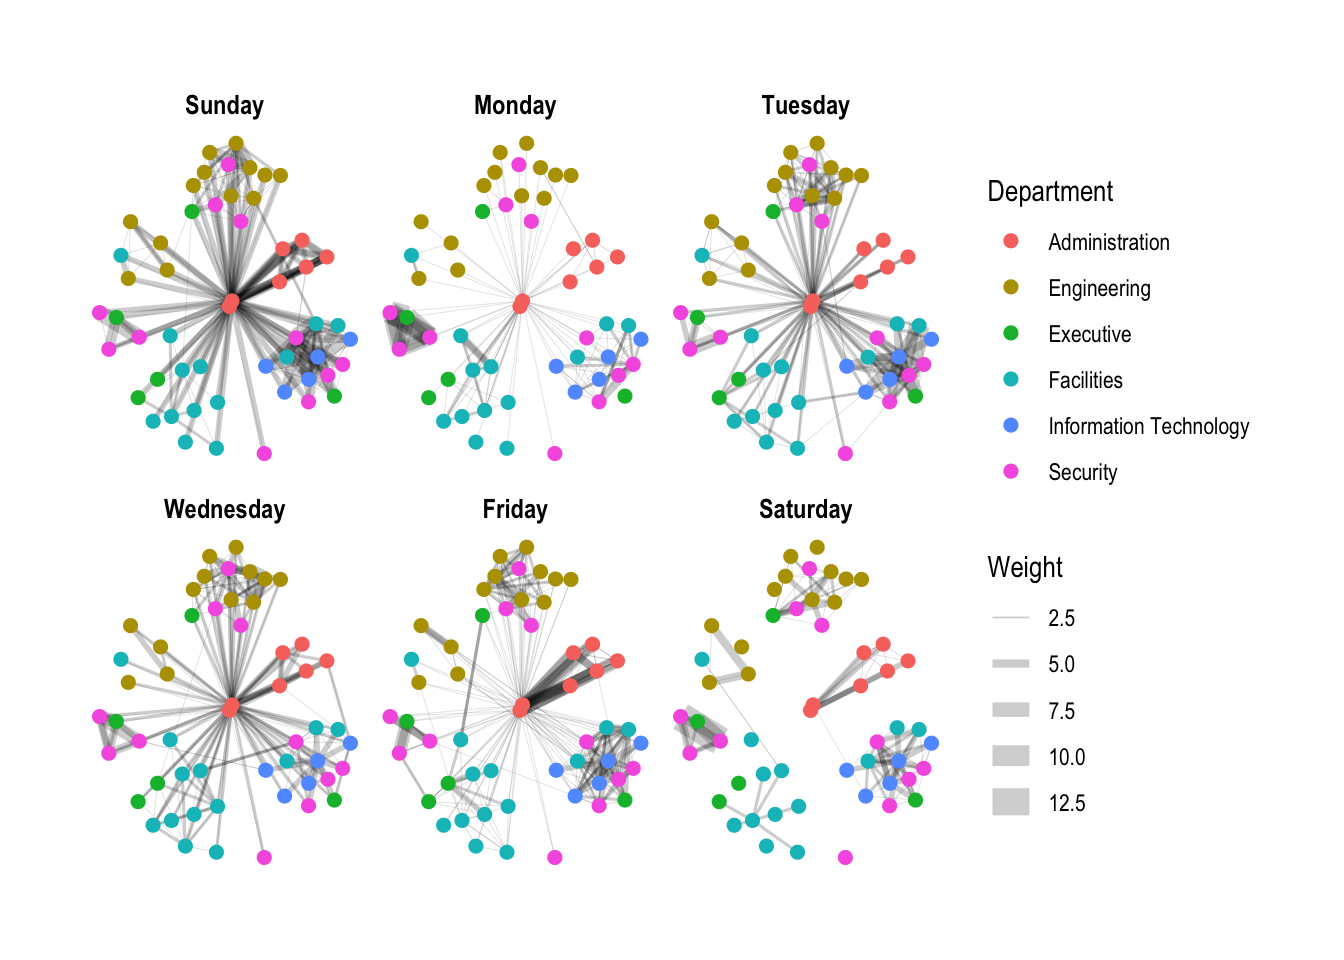 Sunday
Monday
Tuesday
Wednesday
Friday
Saturday
Department
Administration
Engineering
Executive
Facilities
Information Technology
Security
Weight
2.5
5.0
7.5
10.0
12.5